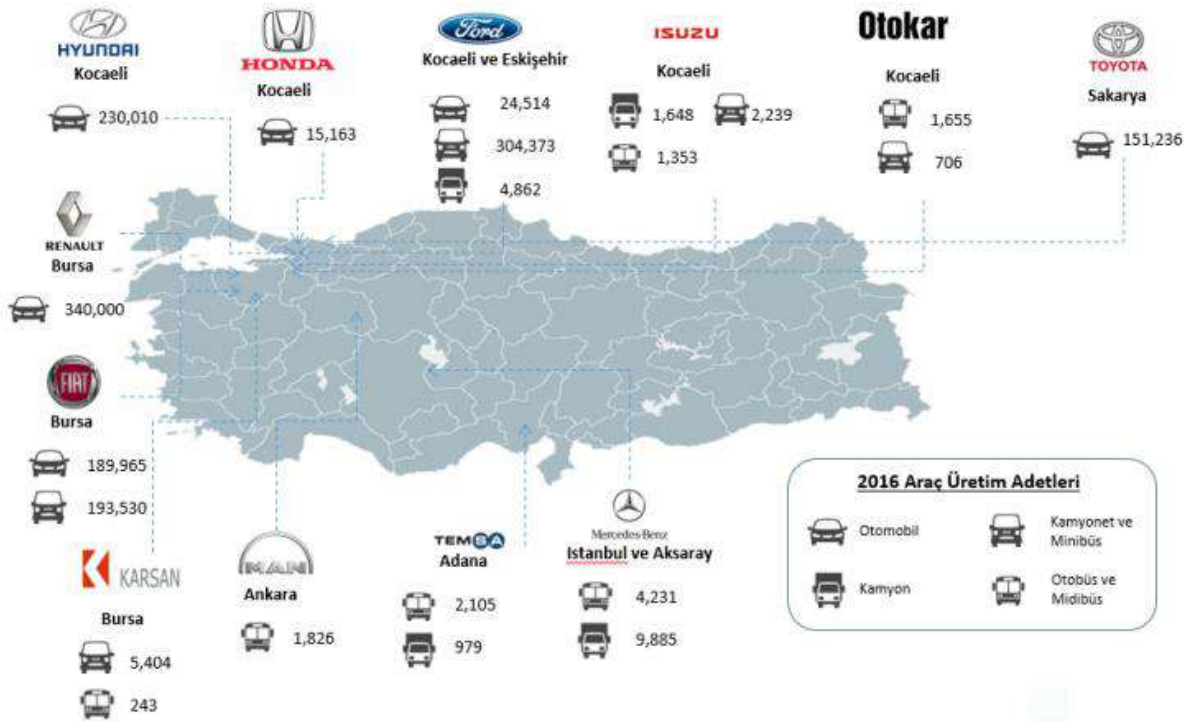 HYUNDAI
Kocaeli
230,010
HONDA
Kocaeli
15,163
Ford
Kocaeli ve Eskişehir
24,514
304,373
4,862
ISUZU
Kocaeli
1,648
2,239
1,353
Otokar
Kocaeli
1,655
706
TOYOTA
Sakarya
151,236
RENAULT
Bursa
340,000
FIAT
Bursa
189,965
193,530
KARSAN
Bursa
5,404
243
MAN
Ankara
1,826
TEMSA
Adana
2,105
979
Mercedes-Benz
Istanbul ve Aksaray
4,231
9,885
2016 Araç Üretim Adetleri
Otomobil
Kamyonet ve
Minibüs
Kamyon
Otobüs ve
Midibüs